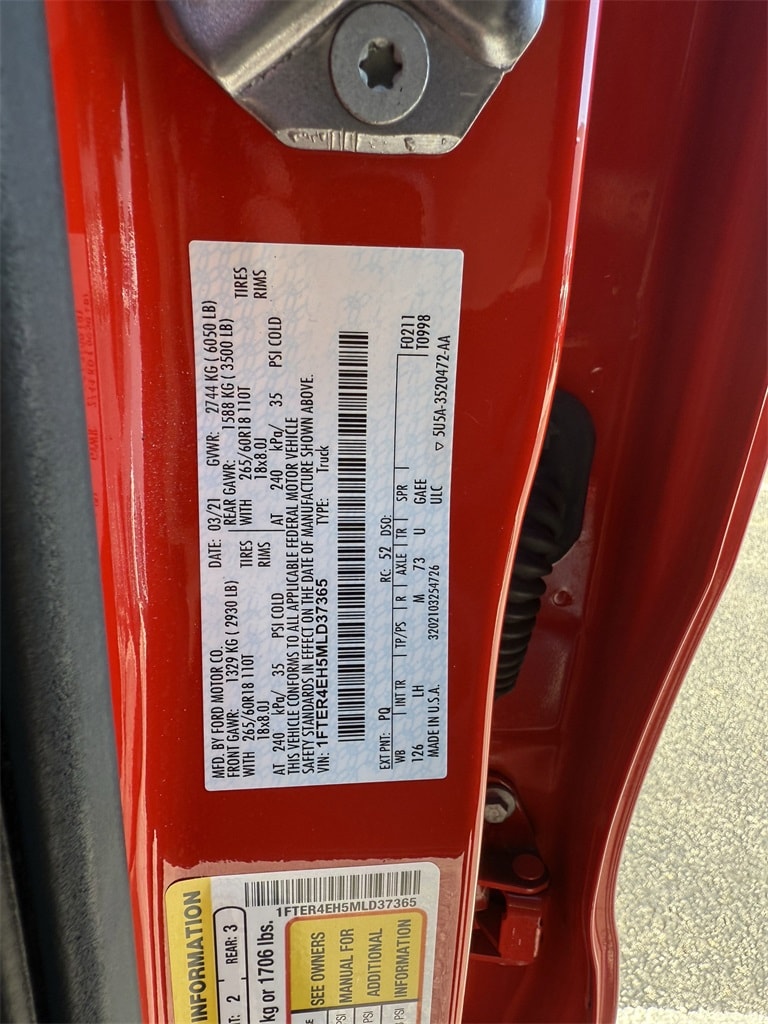 MFD. BY FORD MOTOR CO.
DATE: 03/21 GVWR: 2744 KG ( 6050 LB)
FRONT GAWR: 1329 KG ( 2930 LB) REAR GAWR: 1588 KG ( 3500 LB)
WITH 265/60R18 110T TIRES WITH 265/60R18 110T TIRES
18x8.0J RIMS 18x8.0J RIMS
AT 240 kPa/ 35 PSI COLD AT 240 kPa/ 35 PSI COLD
THIS VEHICLE CONFORMS TO ALL APPLICABLE FEDERAL MOTOR VEHICLE
SAFETY STANDARDS IN EFFECT ON THE DATE OF MANUFACTURE SHOWN ABOVE.
VIN: 1FTER4EH5MLD37365 TYPE: Truck
EXT PNT: PQ RC: 52 DSO:
WB INT TR TP/PS R AXLE TR SPR F0211
126 LH M 73 U GAEE T0998
MADE IN U.S.A. 3202103254726 ULC
▽ 5U5A-3520472-AA
INFORMATION
2 REAR: 3
kg or 1706 lbs.
1FTER4EH5MLD37365
SEE OWNERS
MANUAL FOR
ADDITIONAL
INFORMATION
PSI
PSI
PSI